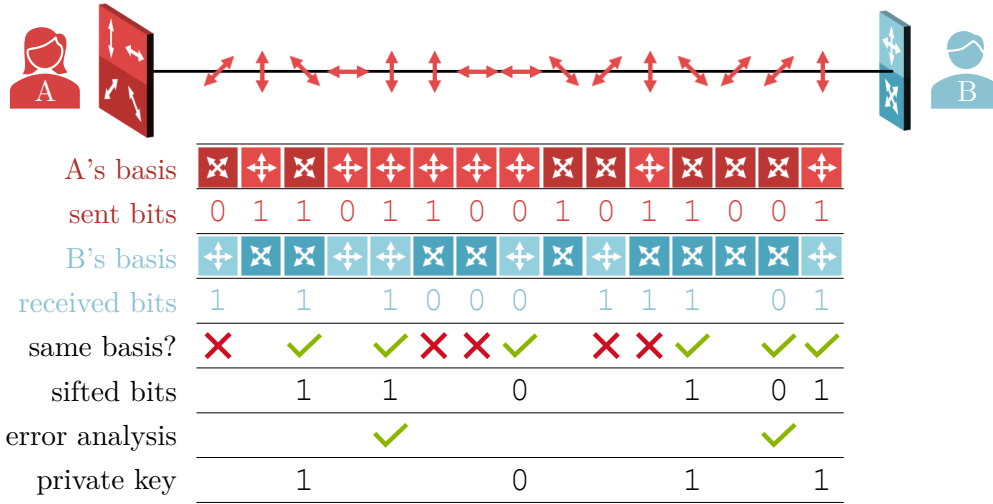 A B
A's basis
sent bits 0 1 1 0 1 1 0 0 1 0 1 1 0 0 1
B's basis
received bits 1 1 1 0 0 0 1 1 1 0 1
same basis?
sifted bits 1 1 0 1 0 1
error analysis
private key 1 0 1 1